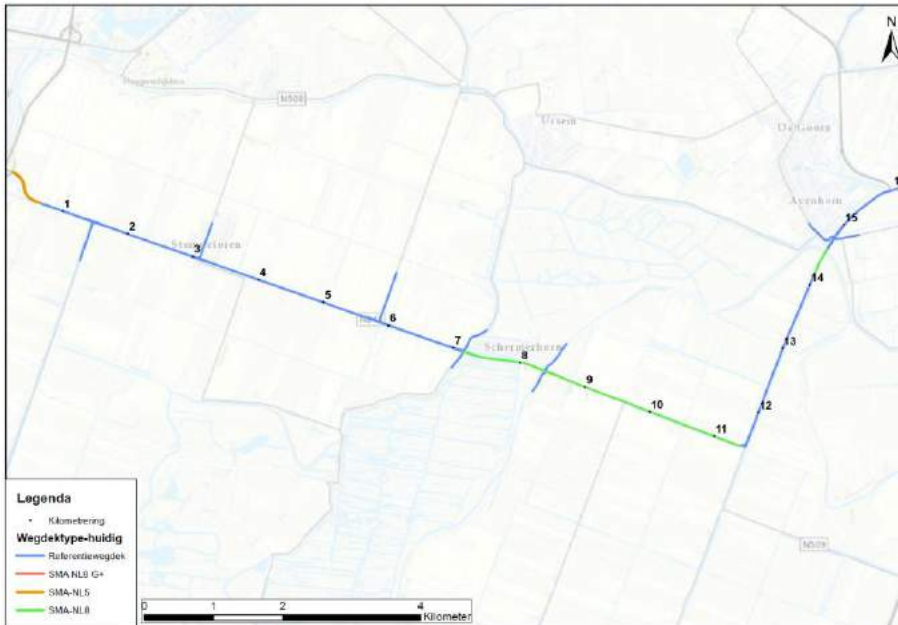 N
N508
Ursem
De Goorn
Avenhorn
1
15
1
2
3
4
5
6
14
13
7
Schermerhorn
8
9
10
11
12
N509
Legenda
Kilometrering
Wegdektype-huidig
Referentiewegdek
SMA NL8 G+
SMA-NL5
SMA-NL8
0 1 2 4
Kilometer